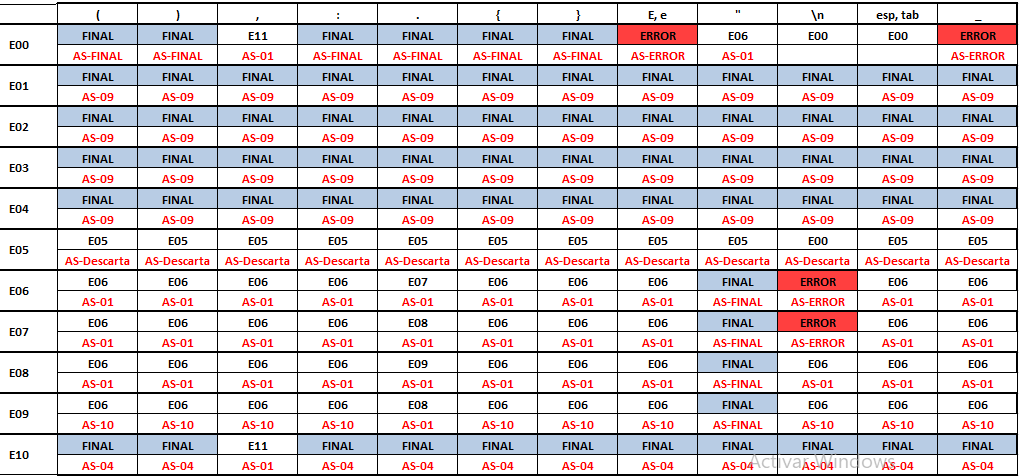 ( ) , : . { } E, e " \n esp, tab _
E00 FINAL FINAL E11 FINAL FINAL FINAL FINAL ERROR E06 E00 E00 ERROR
AS-FINAL AS-FINAL AS-01 AS-FINAL AS-FINAL AS-FINAL AS-FINAL AS-ERROR AS-01 AS-ERROR
E01 FINAL FINAL FINAL FINAL FINAL FINAL FINAL FINAL FINAL FINAL FINAL FINAL
AS-09 AS-09 AS-09 AS-09 AS-09 AS-09 AS-09 AS-09 AS-09 AS-09 AS-09 AS-09
E02 FINAL FINAL FINAL FINAL FINAL FINAL FINAL FINAL FINAL FINAL FINAL FINAL
AS-09 AS-09 AS-09 AS-09 AS-09 AS-09 AS-09 AS-09 AS-09 AS-09 AS-09 AS-09
E03 FINAL FINAL FINAL FINAL FINAL FINAL FINAL FINAL FINAL FINAL FINAL FINAL
AS-09 AS-09 AS-09 AS-09 AS-09 AS-09 AS-09 AS-09 AS-09 AS-09 AS-09 AS-09
E04 FINAL FINAL FINAL FINAL FINAL FINAL FINAL FINAL FINAL FINAL FINAL FINAL
AS-09 AS-09 AS-09 AS-09 AS-09 AS-09 AS-09 AS-09 AS-09 AS-09 AS-09 AS-09
E05 E05 E05 E05 E05 E05 E05 E05 E05 E05 E00 E05 E05
AS-Descarta AS-Descarta AS-Descarta AS-Descarta AS-Descarta AS-Descarta AS-Descarta AS-Descarta AS-Descarta AS-Descarta AS-Descarta AS-Descarta
E06 E06 E06 E06 E06 E07 E06 E06 E06 FINAL ERROR E06 E06
AS-01 AS-01 AS-01 AS-01 AS-01 AS-01 AS-01 AS-01 AS-FINAL AS-ERROR AS-01 AS-01
E07 E06 E06 E06 E06 E08 E06 E06 E06 FINAL ERROR E06 E06
AS-01 AS-01 AS-01 AS-01 AS-01 AS-01 AS-01 AS-01 AS-FINAL AS-ERROR AS-01 AS-01
E08 E06 E06 E06 E06 E09 E06 E06 E06 FINAL E06 E06 E06
AS-01 AS-01 AS-01 AS-01 AS-01 AS-01 AS-01 AS-01 AS-FINAL AS-01 AS-01 AS-01
E09 E06 E06 E06 E06 E08 E06 E06 E06 FINAL E06 E06 E06
AS-10 AS-10 AS-10 AS-10 AS-01 AS-10 AS-10 AS-10 AS-FINAL AS-10 AS-10 AS-10
E10 FINAL FINAL E11 FINAL FINAL FINAL FINAL FINAL FINAL FINAL FINAL FINAL
AS-04 AS-04 AS-01 AS-04 AS-04 AS-04 AS-04 AS-04 AS-04 AS-04 AS-04 AS-04
Activar Windows